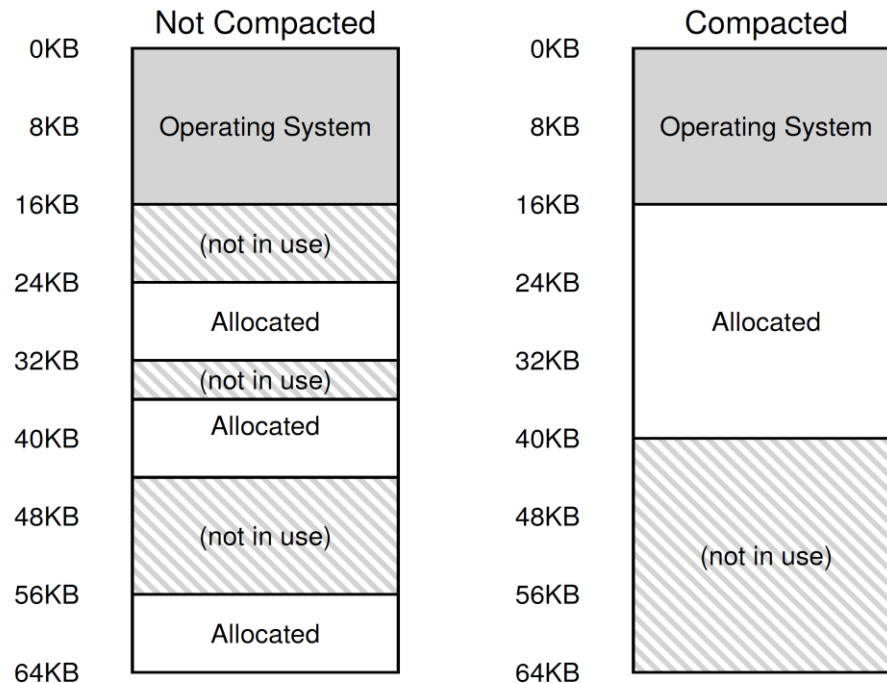 Not Compacted
0KB
8KB
Operating System
16KB
(not in use)
24KB
Allocated
32KB
(not in use)
Allocated
40KB
48KB
(not in use)
56KB
Allocated
64KB
Compacted
0KB
8KB
Operating System
16KB
24KB
Allocated
32KB
40KB
48KB
(not in use)
56KB
64KB